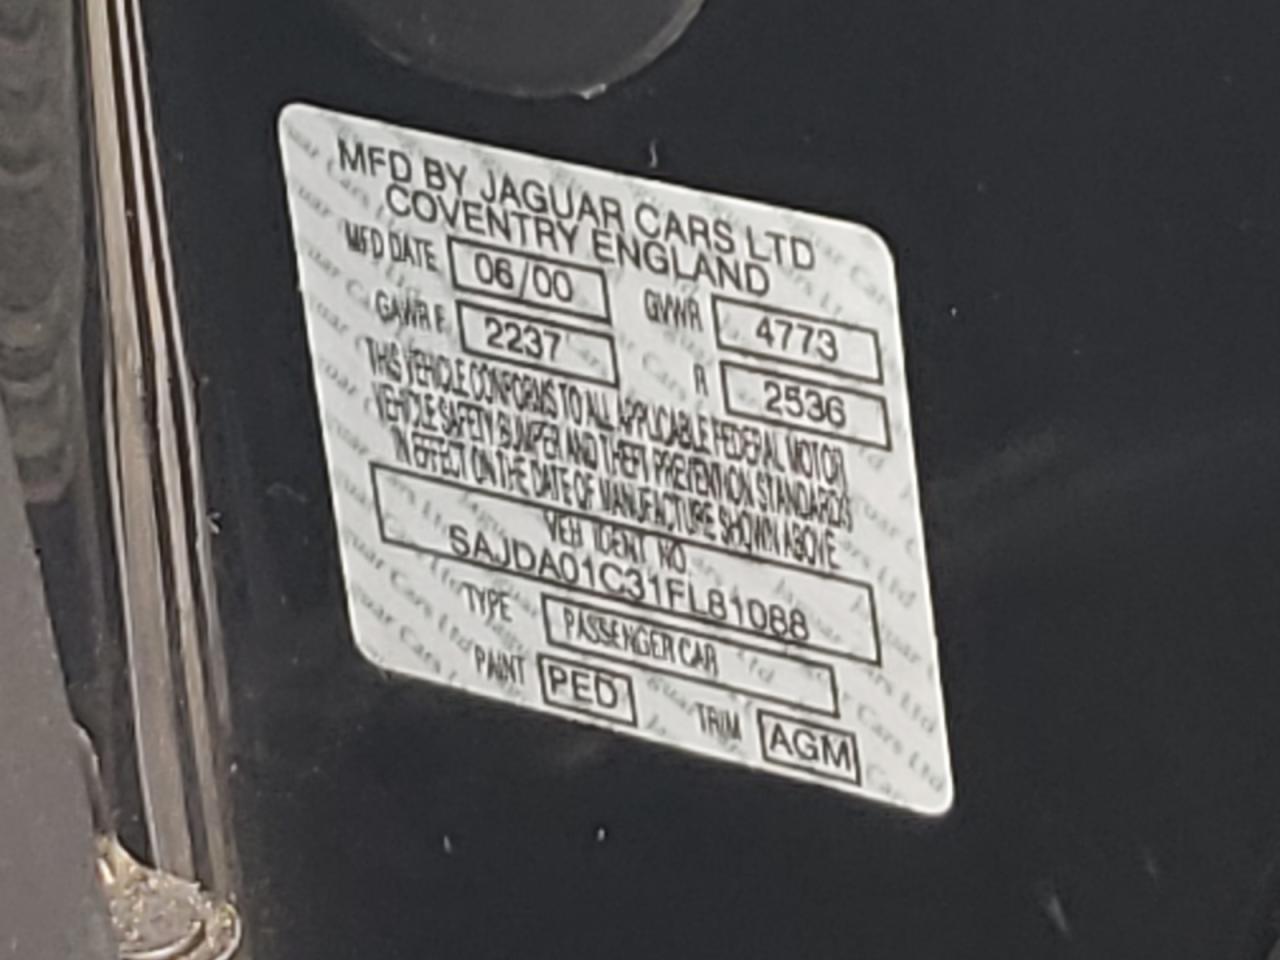 MFD BY JAGUAR CARS LTD
COVENTRY ENGLAND
MFD DATE 06/00 GVWR 4773
GAWR F 2237 R 2536
THIS VEHICLE CONFORMS TO ALL APPLICABLE FEDERAL MOTOR
VEHICLE SAFETY BUMPER AND THEFT PREVENTION STANDARDS
IN EFFECT ON THE DATE OF MANUFACTURE SHOWN ABOVE
VEH IDENT NO
SAJDA01C31FL81088
TYPE PASSENGER CAR
PAINT PED TRIM AGM